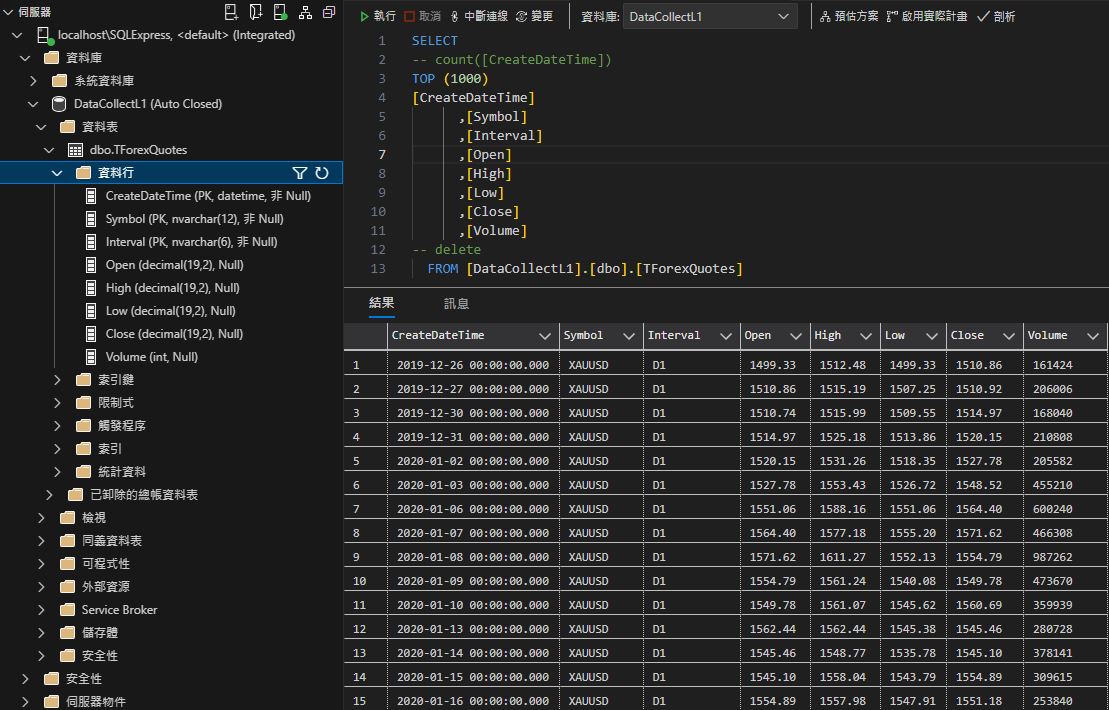 伺服器
localhost\SQLExpress, <default> (Integrated)
資料庫
系統資料庫
DataCollectL1 (Auto Closed)
資料表
dbo.TForexQuotes
資料行
CreateDateTime (PK, datetime, 非 Null)
Symbol (PK, nvarchar(12), 非 Null)
Interval (PK, nvarchar(6), 非 Null)
Open (decimal(19,2), Null)
High (decimal(19,2), Null)
Low (decimal(19,2), Null)
Close (decimal(19,2), Null)
Volume (int, Null)
索引鍵
限制式
觸發程序
索引
統計資料
已卸除的總帳資料表
檢視
同義資料表
可程式性
外部資源
Service Broker
儲存體
安全性
安全性
伺服器物件
執行 取消 中斷連線 變更 資料庫: DataCollectL1 預估方案 啟用實際計畫 剖析
1 SELECT
2 -- count([CreateDateTime])
3 TOP (1000)
4 [CreateDateTime]
5 ,[Symbol]
6 ,[Interval]
7 ,[Open]
8 ,[High]
9 ,[Low]
10 ,[Close]
11 ,[Volume]
12 -- delete
13 FROM [DataCollectL1].[dbo].[TForexQuotes]
結果 訊息
CreateDateTime Symbol Interval Open High Low Close Volume
1 2019-12-26 00:00:00.000 XAUUSD D1 1499.33 1512.48 1499.33 1510.86 161424
2 2019-12-27 00:00:00.000 XAUUSD D1 1510.86 1515.19 1507.25 1510.92 206006
3 2019-12-30 00:00:00.000 XAUUSD D1 1510.74 1515.99 1509.55 1514.97 168040
4 2019-12-31 00:00:00.000 XAUUSD D1 1514.97 1525.18 1513.86 1520.15 210808
5 2020-01-02 00:00:00.000 XAUUSD D1 1520.15 1531.26 1518.35 1527.78 205582
6 2020-01-03 00:00:00.000 XAUUSD D1 1527.78 1553.43 1526.72 1548.52 455210
7 2020-01-06 00:00:00.000 XAUUSD D1 1551.06 1588.16 1551.06 1564.40 600240
8 2020-01-07 00:00:00.000 XAUUSD D1 1564.40 1577.18 1555.20 1571.62 466308
9 2020-01-08 00:00:00.000 XAUUSD D1 1571.62 1611.27 1552.13 1554.79 987262
10 2020-01-09 00:00:00.000 XAUUSD D1 1554.79 1561.24 1540.08 1549.78 473670
11 2020-01-10 00:00:00.000 XAUUSD D1 1549.78 1561.07 1545.62 1560.69 359939
12 2020-01-13 00:00:00.000 XAUUSD D1 1562.44 1562.44 1545.38 1545.46 280728
13 2020-01-14 00:00:00.000 XAUUSD D1 1545.46 1548.77 1535.78 1545.10 378141
14 2020-01-15 00:00:00.000 XAUUSD D1 1545.10 1558.04 1543.79 1554.89 309615
15 2020-01-16 00:00:00.000 XAUUSD D1 1554.89 1557.98 1547.91 1551.18 253840